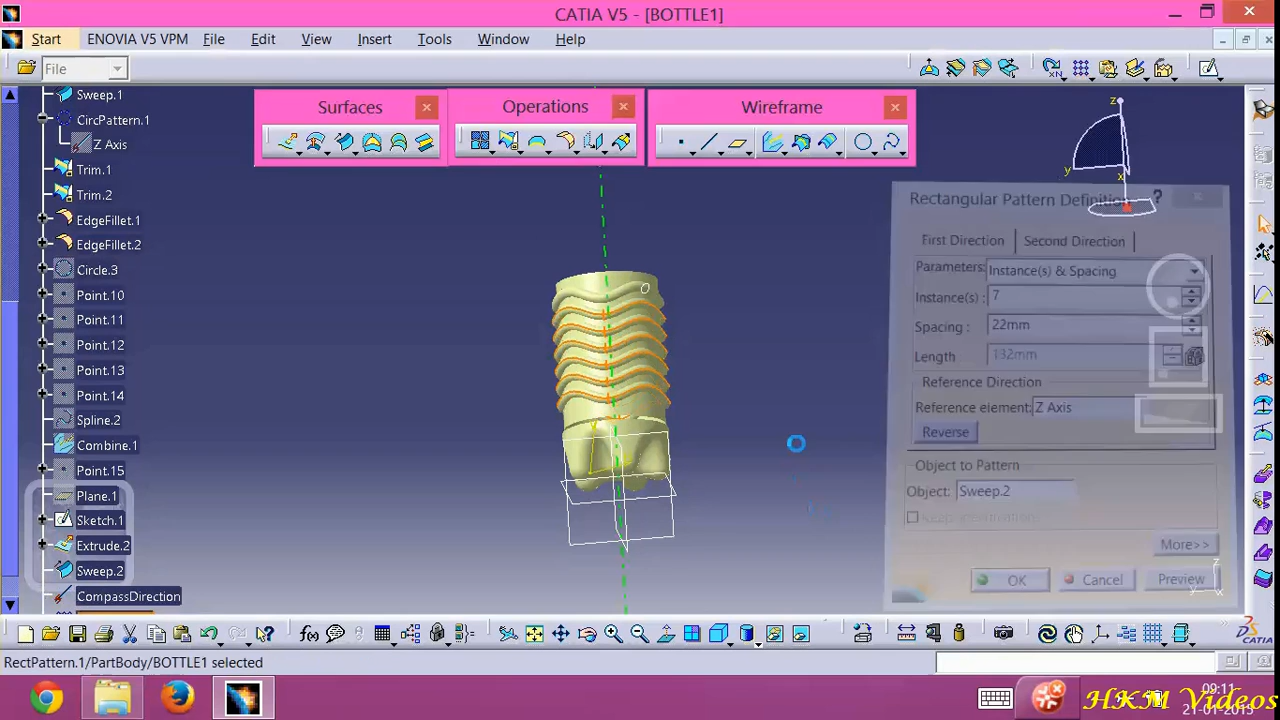 CATIA V5 - [BOTTLE1]
Start ENOVIA V5 VPM File Edit View Insert Tools Window Help
File
Surfaces
Operations
Wireframe
Sweep.1
CircPattern.1
Z Axis
Trim.1
Trim.2
EdgeFillet.1
EdgeFillet.2
Circle.3
Point.10
Point.11
Point.12
Point.13
Point.14
Spline.2
Combine.1
Point.15
Plane.1
Sketch.1
Extrude.2
Sweep.2
CompassDirection
z
y
x
Rectangular Pattern Definition ?
First Direction Second Direction
Parameters: Instance(s) & Spacing
Instance(s) : 7
Spacing : 22mm
Length 132mm
Reference Direction
Reference element: Z Axis
Reverse
Object to Pattern
Object: Sweep.2
More>>
OK Cancel Preview
RectPattern.1/PartBody/BOTTLE1 selected
CATIA
09:11
21-01-2015
HKM Videos